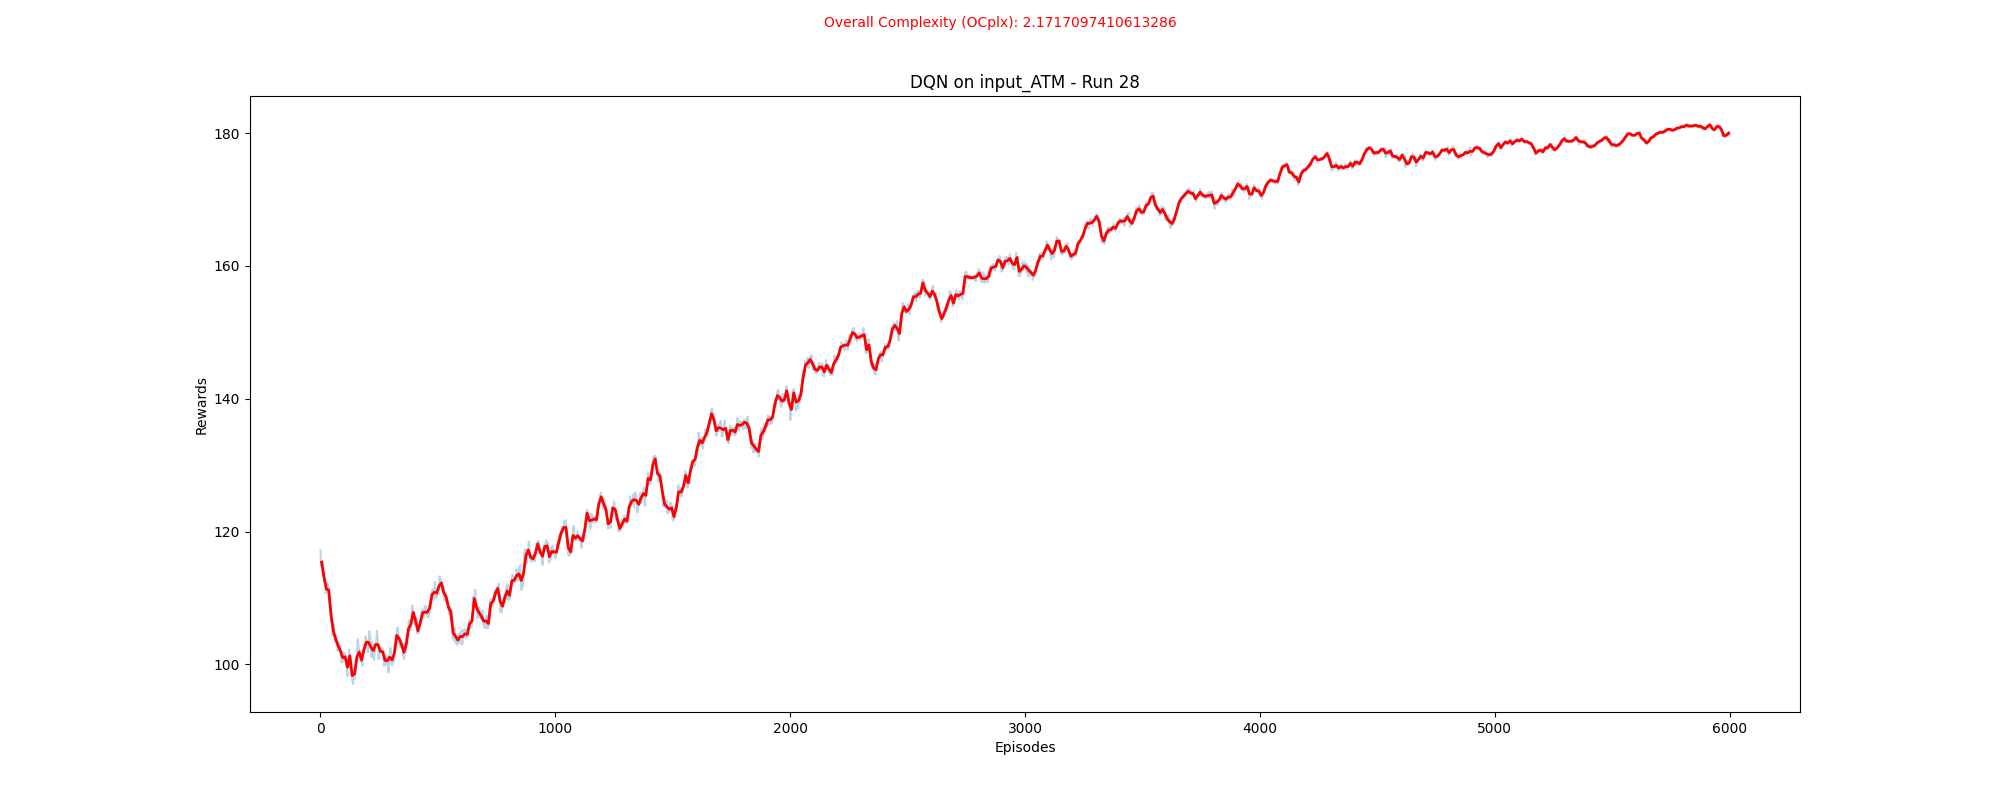 Overall Complexity (OCplx): 2.1717097410613286
DQN on input_ATM - Run 28
180
160
140
120
100
Rewards
0 1000 2000 3000 4000 5000 6000
Episodes